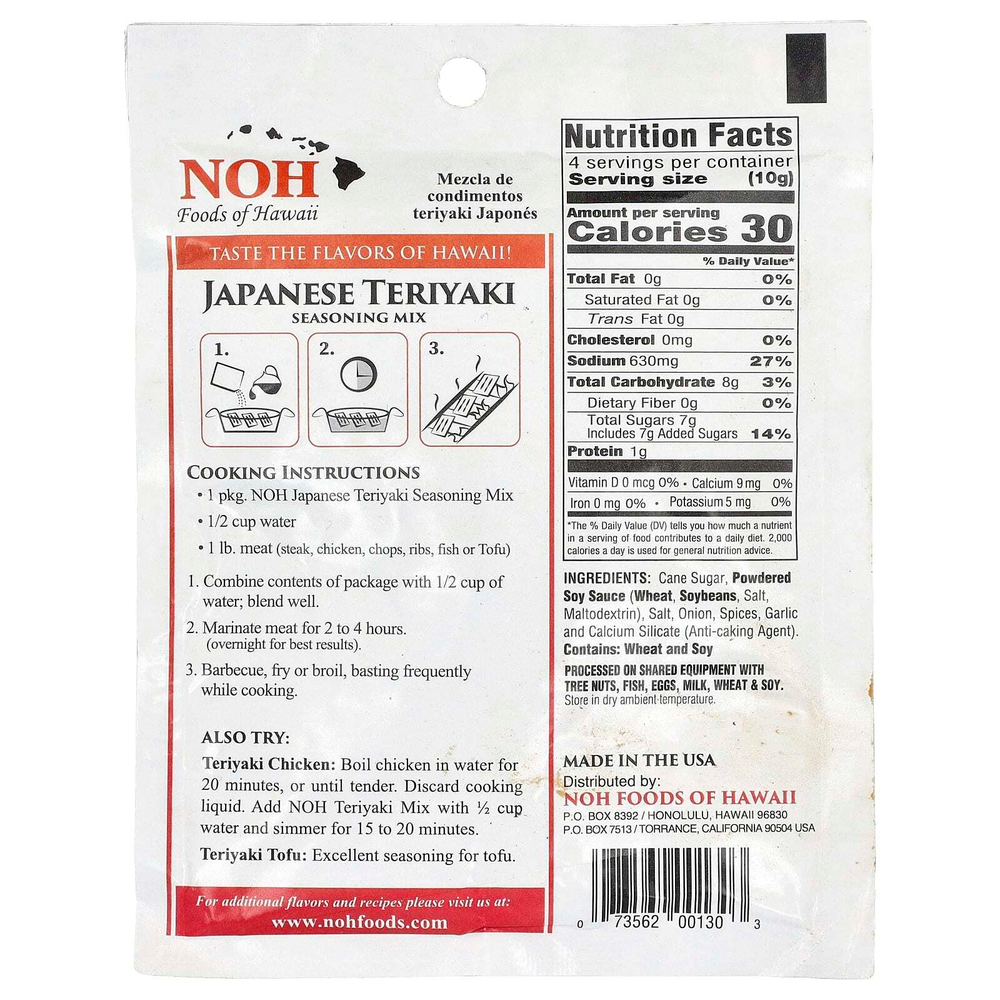 NOH
Foods of Hawaii
Mezcla de
condimentos
teriyaki Japonés
TASTE THE FLAVORS OF HAWAII!
JAPANESE TERIYAKI
SEASONING MIX
1.
2.
3.
COOKING INSTRUCTIONS
• 1 pkg. NOH Japanese Teriyaki Seasoning Mix
• 1/2 cup water
• 1 lb. meat (steak, chicken, chops, ribs, fish or Tofu)
1. Combine contents of package with 1/2 cup of
water; blend well.
2. Marinate meat for 2 to 4 hours.
(overnight for best results).
3. Barbecue, fry or broil, basting frequently
while cooking.
ALSO TRY:
Teriyaki Chicken: Boil chicken in water for
20 minutes, or until tender. Discard cooking
liquid. Add NOH Teriyaki Mix with ½ cup
water and simmer for 15 to 20 minutes.
Teriyaki Tofu: Excellent seasoning for tofu.
For additional flavors and recipes please visit us at:
www.nohfoods.com
Nutrition Facts
4 servings per container
Serving size (10g)
Amount per serving
Calories 30
% Daily Value*
Total Fat 0g 0%
Saturated Fat 0g 0%
Trans Fat 0g
Cholesterol 0mg 0%
Sodium 630mg 27%
Total Carbohydrate 8g 3%
Dietary Fiber 0g 0%
Total Sugars 7g
Includes 7g Added Sugars 14%
Protein 1g
Vitamin D 0 mcg 0% • Calcium 9 mg 0%
Iron 0 mg 0% • Potassium 5 mg 0%
*The % Daily Value (DV) tells you how much a nutrient
in a serving of food contributes to a daily diet. 2,000
calories a day is used for general nutrition advice.
INGREDIENTS: Cane Sugar, Powdered
Soy Sauce (Wheat, Soybeans, Salt,
Maltodextrin), Salt, Onion, Spices, Garlic
and Calcium Silicate (Anti-caking Agent).
Contains: Wheat and Soy
PROCESSED ON SHARED EQUIPMENT WITH
TREE NUTS, FISH, EGGS, MILK, WHEAT & SOY.
Store in dry ambient-temperature.
MADE IN THE USA
Distributed by:
NOH FOODS OF HAWAII
P.O. BOX 8392 / HONOLULU, HAWAII 96830
P.O. BOX 7513 / TORRANCE, CALIFORNIA 90504 USA
0 73562 00130 3